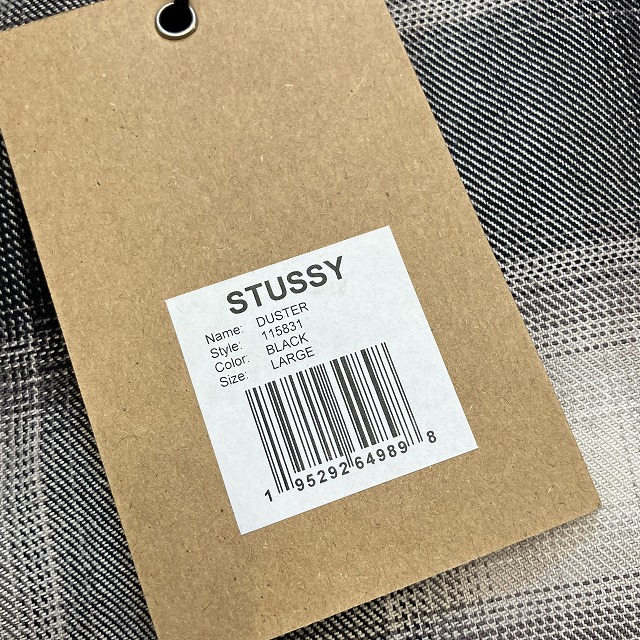 STUSSY
Name: DUSTER
Style: 115831
Color: BLACK
Size: LARGE
1 95292 64989 8